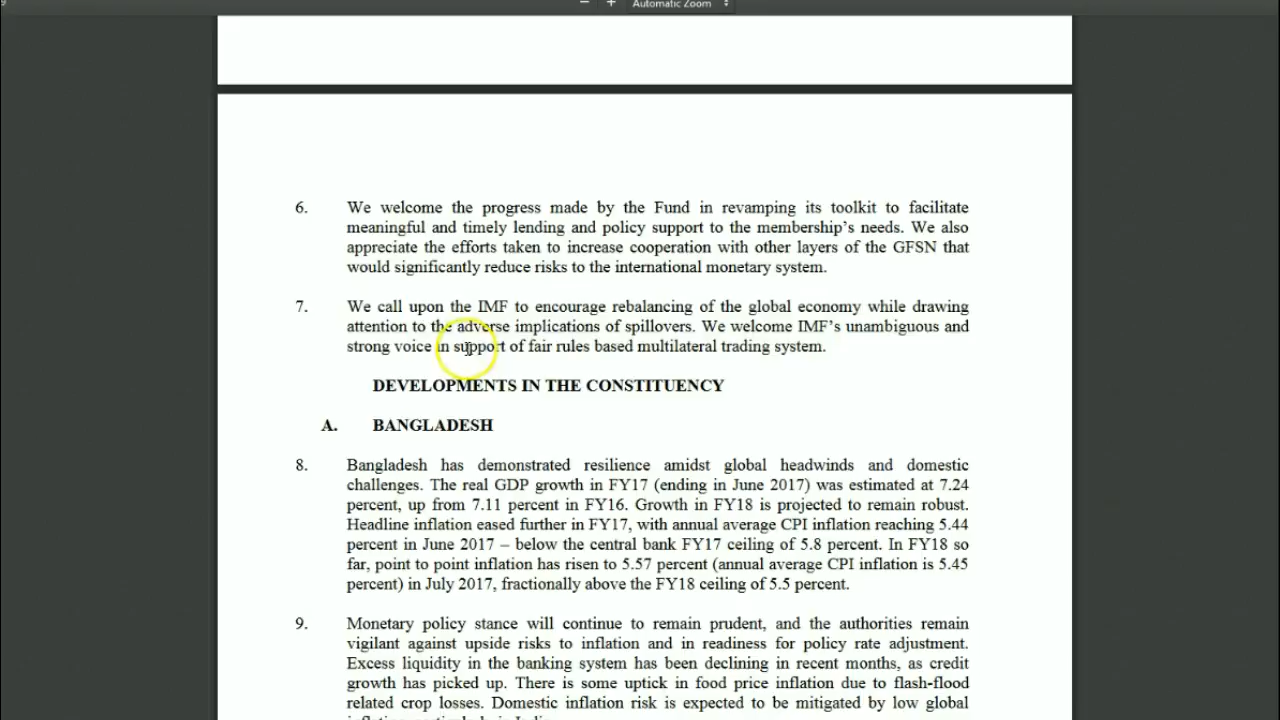 Automatic Zoom
6. We welcome the progress made by the Fund in revamping its toolkit to facilitate
meaningful and timely lending and policy support to the membership's needs. We also
appreciate the efforts taken to increase cooperation with other layers of the GFSN that
would significantly reduce risks to the international monetary system.
7. We call upon the IMF to encourage rebalancing of the global economy while drawing
attention to the adverse implications of spillovers. We welcome IMF's unambiguous and
strong voice in support of fair rules based multilateral trading system.
DEVELOPMENTS IN THE CONSTITUENCY
A. BANGLADESH
8. Bangladesh has demonstrated resilience amidst global headwinds and domestic
challenges. The real GDP growth in FY17 (ending in June 2017) was estimated at 7.24
percent, up from 7.11 percent in FY16. Growth in FY18 is projected to remain robust.
Headline inflation eased further in FY17, with annual average CPI inflation reaching 5.44
percent in June 2017 – below the central bank FY17 ceiling of 5.8 percent. In FY18 so
far, point to point inflation has risen to 5.57 percent (annual average CPI inflation is 5.45
percent) in July 2017, fractionally above the FY18 ceiling of 5.5 percent.
9. Monetary policy stance will continue to remain prudent, and the authorities remain
vigilant against upside risks to inflation and in readiness for policy rate adjustment.
Excess liquidity in the banking system has been declining in recent months, as credit
growth has picked up. There is some uptick in food price inflation due to flash-flood
related crop losses. Domestic inflation risk is expected to be mitigated by low global